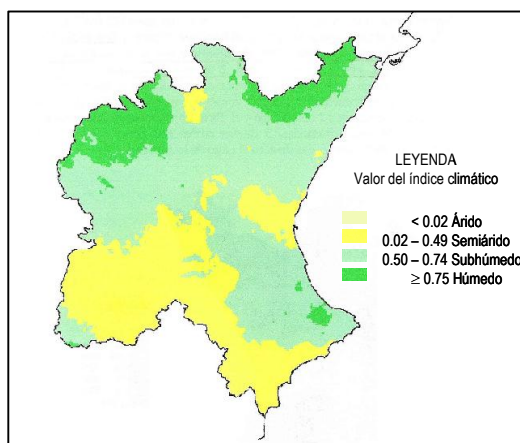 LEYENDA
Valor del índice climático
< 0.02 Árido
0.02 – 0.49 Semiárido
0.50 – 0.74 Subhúmedo
≥ 0.75 Húmedo